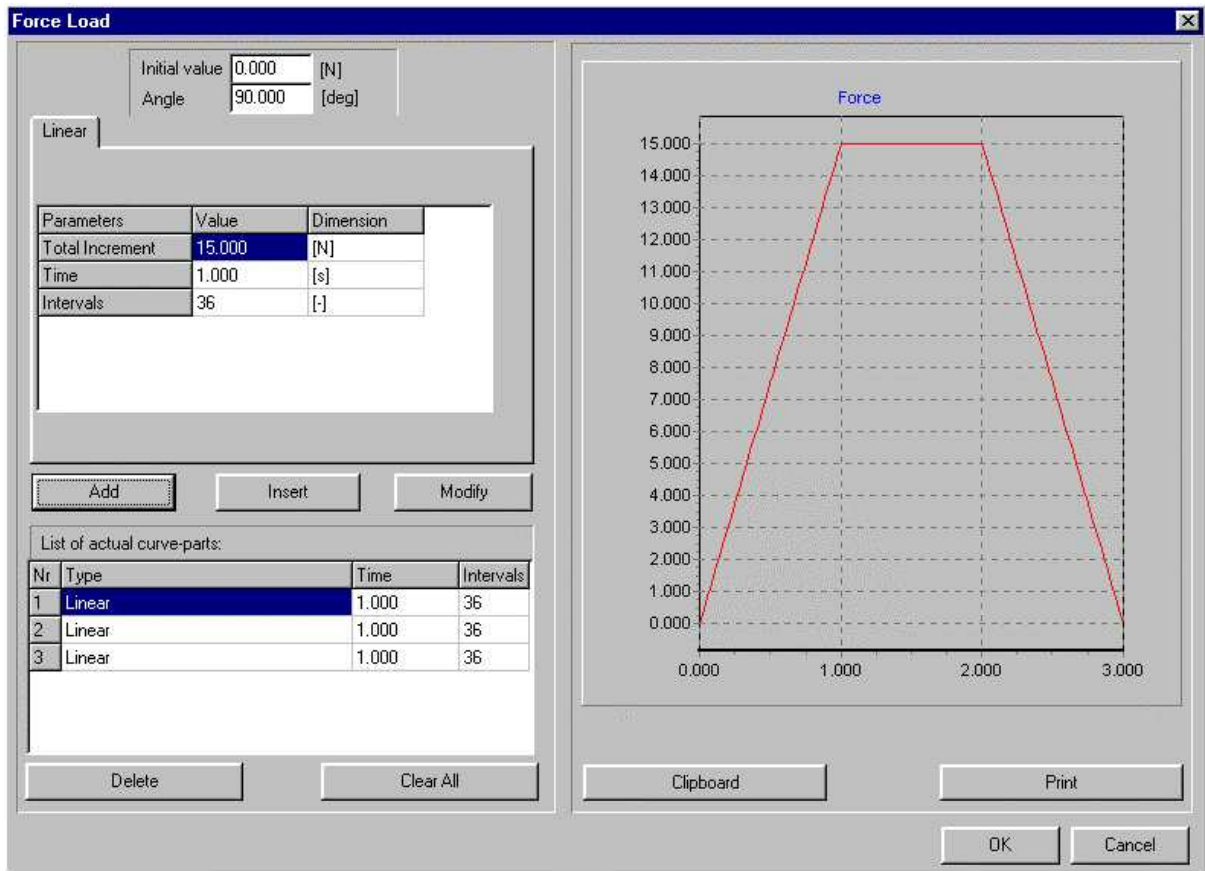 Force Load
Initial value 0.000 [N]
Angle 90.000 [deg]
Linear
Parameters Value Dimension
Total Increment 15.000 [N]
Time 1.000 [s]
Intervals 36 [-]
Add Insert Modify
List of actual curve-parts:
Nr Type Time Intervals
1 Linear 1.000 36
2 Linear 1.000 36
3 Linear 1.000 36
Delete Clear All
Force
15.000
14.000
13.000
12.000
11.000
10.000
9.000
8.000
7.000
6.000
5.000
4.000
3.000
2.000
1.000
0.000
0.000 1.000 2.000 3.000
Clipboard Print
OK Cancel